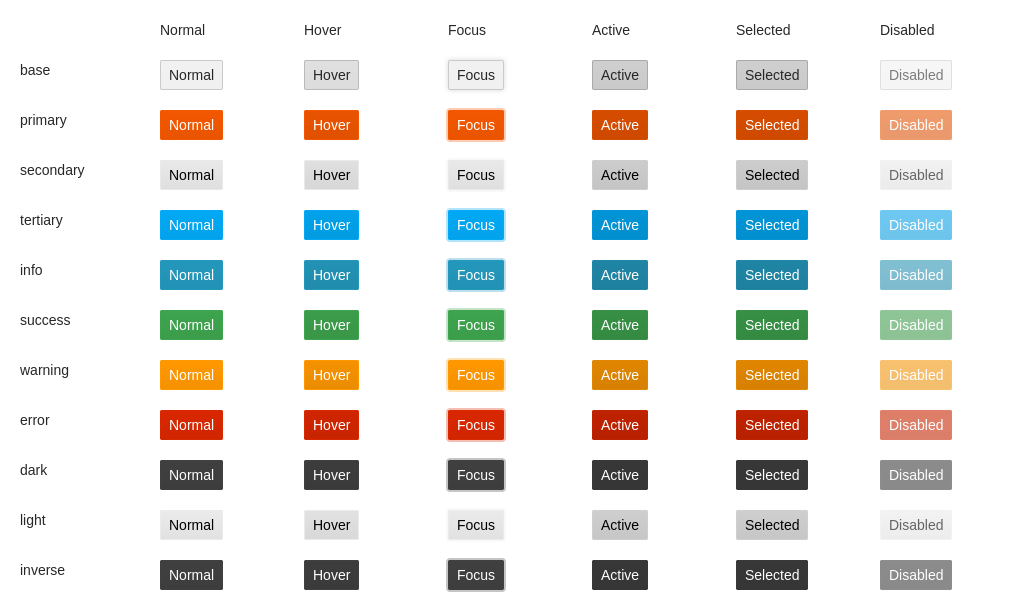 Normal Hover Focus Active Selected Disabled
base Normal Hover Focus Active Selected Disabled
primary Normal Hover Focus Active Selected Disabled
secondary Normal Hover Focus Active Selected Disabled
tertiary Normal Hover Focus Active Selected Disabled
info Normal Hover Focus Active Selected Disabled
success Normal Hover Focus Active Selected Disabled
warning Normal Hover Focus Active Selected Disabled
error Normal Hover Focus Active Selected Disabled
dark Normal Hover Focus Active Selected Disabled
light Normal Hover Focus Active Selected Disabled
inverse Normal Hover Focus Active Selected Disabled